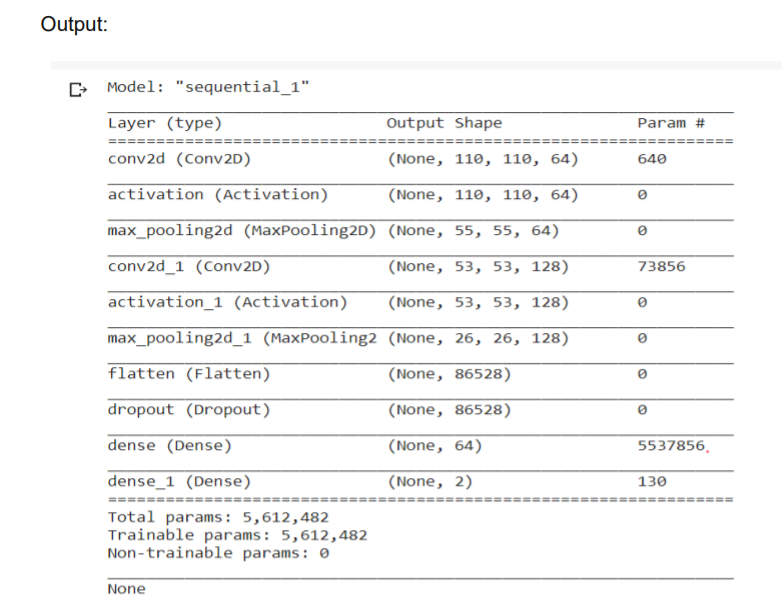 Output:
Model: "sequential_1"
Layer (type) Output Shape Param #
conv2d (Conv2D) (None, 110, 110, 64) 640
activation (Activation) (None, 110, 110, 64) 0
max_pooling2d (MaxPooling2D) (None, 55, 55, 64) 0
conv2d_1 (Conv2D) (None, 53, 53, 128) 73856
activation_1 (Activation) (None, 53, 53, 128) 0
max_pooling2d_1 (MaxPooling2 (None, 26, 26, 128) 0
flatten (Flatten) (None, 86528) 0
dropout (Dropout) (None, 86528) 0
dense (Dense) (None, 64) 5537856
dense_1 (Dense) (None, 2) 130
Total params: 5,612,482
Trainable params: 5,612,482
Non-trainable params: 0
None